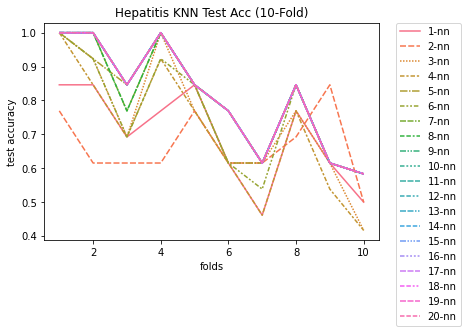 Hepatitis KNN Test Acc (10-Fold)
1.0
0.9
0.8
0.7
0.6
0.5
0.4
test accuracy
2
4
6
8
10
folds
1-nn
2-nn
3-nn
4-nn
5-nn
6-nn
7-nn
8-nn
9-nn
10-nn
11-nn
12-nn
13-nn
14-nn
15-nn
16-nn
17-nn
18-nn
19-nn
20-nn